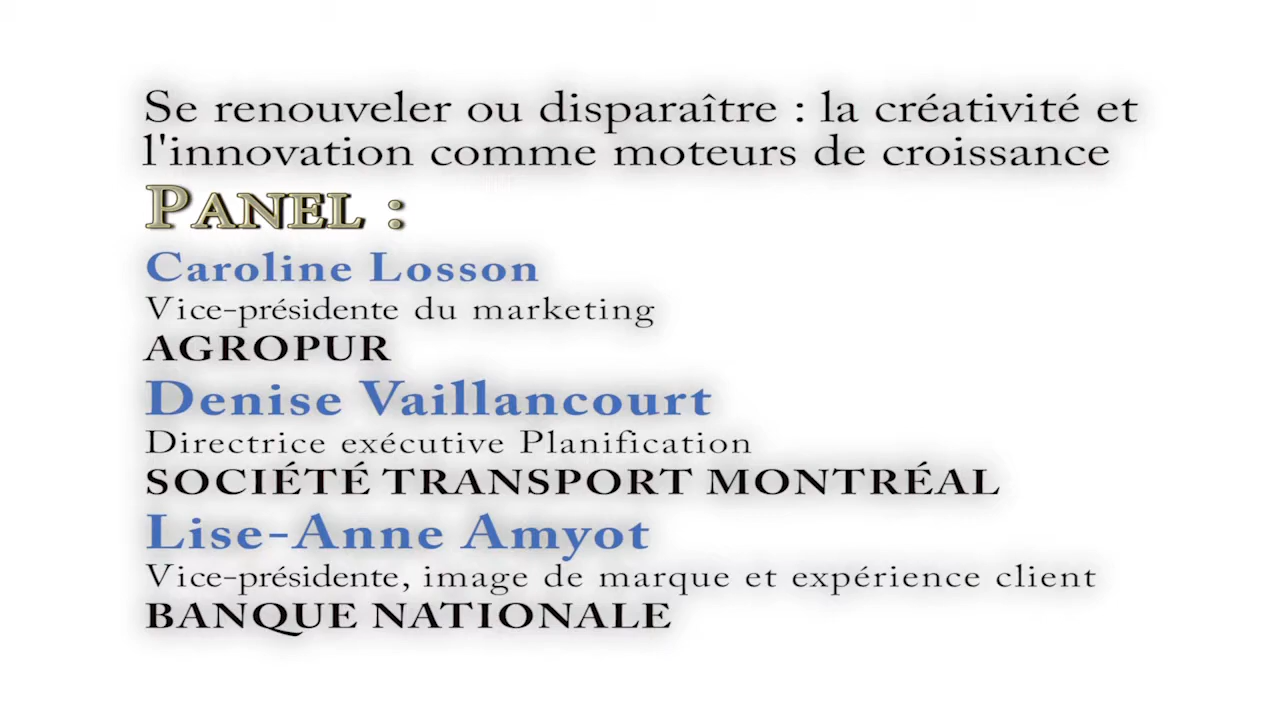 Se renouveler ou disparaître : la créativité et
l'innovation comme moteurs de croissance
PANEL :
Caroline Losson
Vice-présidente du marketing
AGROPUR
Denise Vaillancourt
Directrice exécutive Planification
SOCIÉTÉ TRANSPORT MONTRÉAL
Lise-Anne Amyot
Vice-présidente, image de marque et expérience client
BANQUE NATIONALE